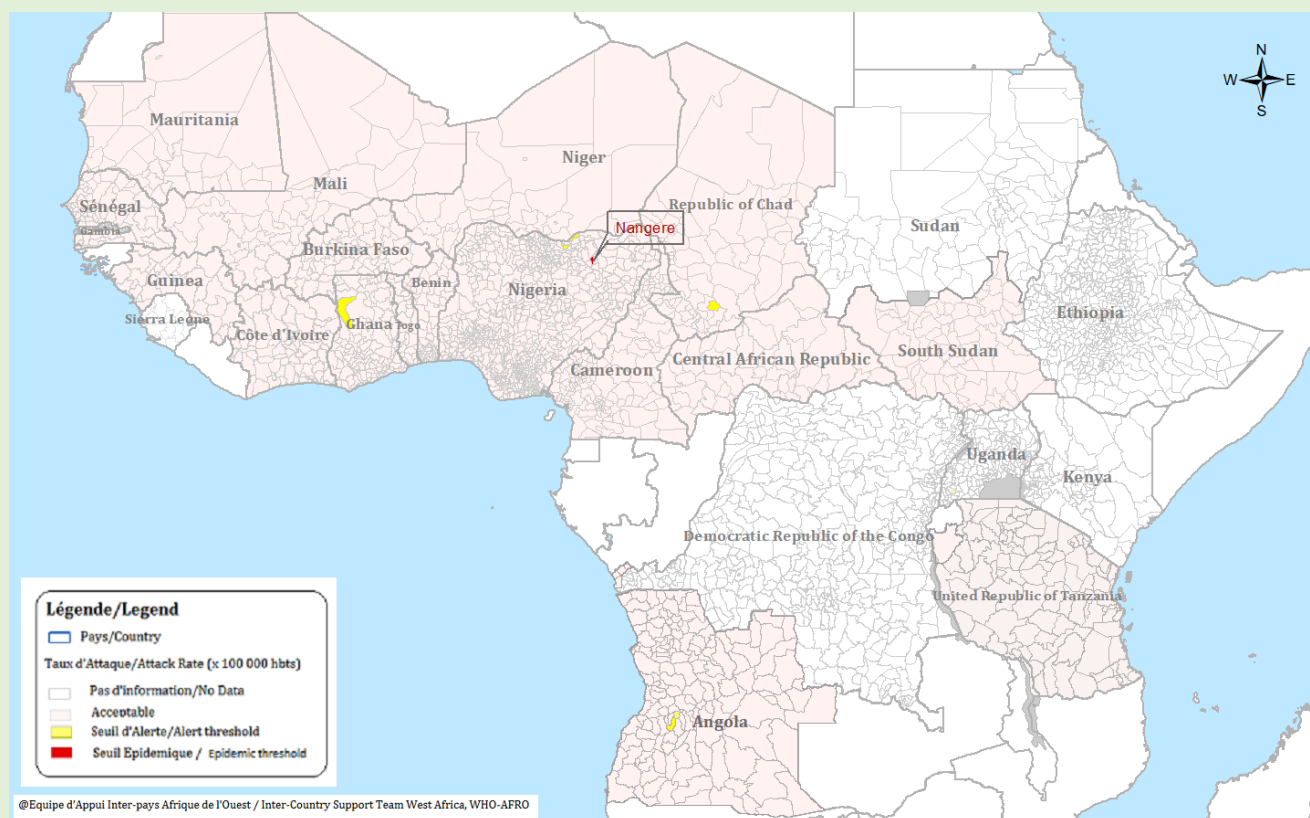 N
W E
S
Mauritania
Niger
Mali
Republic of Chad
Sénégal
Nangere
Sudan
Gambia
Burkina Faso
Guinea
Benin
Nigeria
Ethiopia
Sierra Leone
Côte d'Ivoire
Ghana
Togo
South Sudan
Central African Republic
Cameroon
Uganda
Kenya
Democratic Republic of the Congo
United Republic of Tanzania
Angola
Légende/Legend
Pays/Country
Taux d'Attaque/Attack Rate (x 100 000 hbts)
Pas d'information/No Data
Acceptable
Seuil d'Alerte/Alert threshold
Seuil Epidemique / Epidemic threshold
@Equipe d'Appui Inter-pays Afrique de l'Ouest / Inter-Country Support Team West Africa, WHO-AFRO